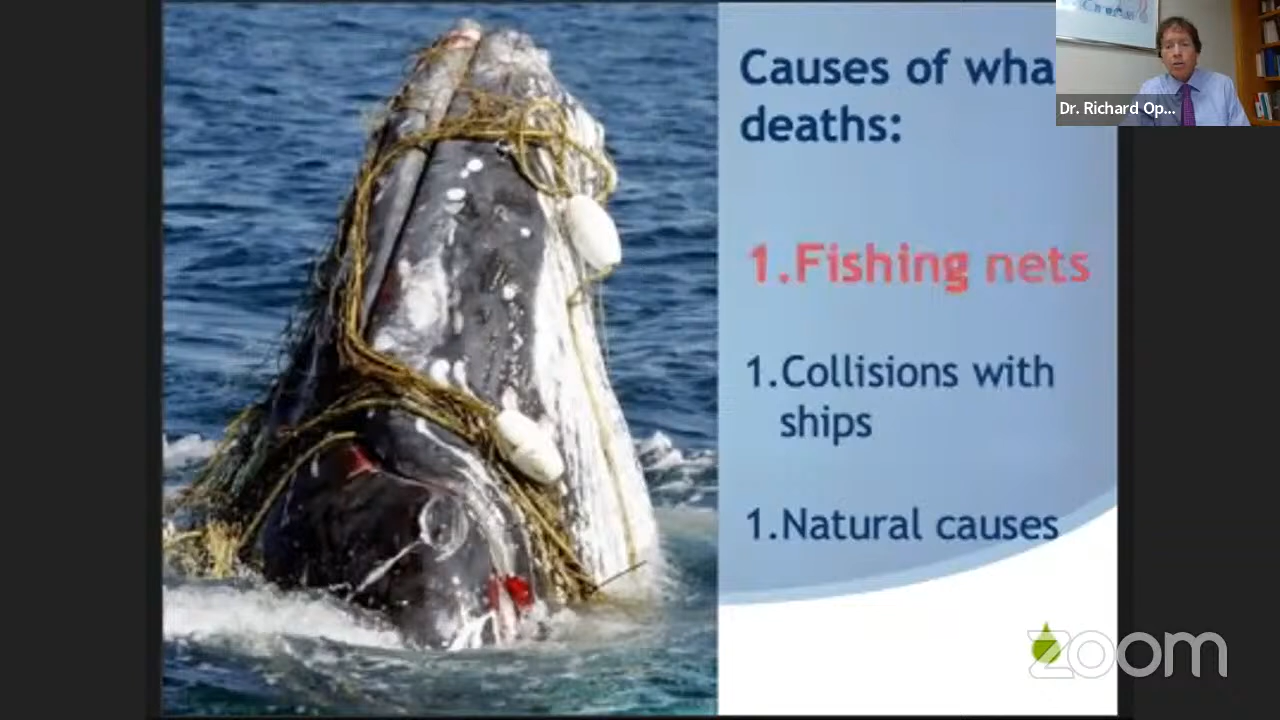 Causes of wha
deaths:
Dr. Richard Op...
1.Fishing nets
1.Collisions with
ships
1.Natural causes
zoom